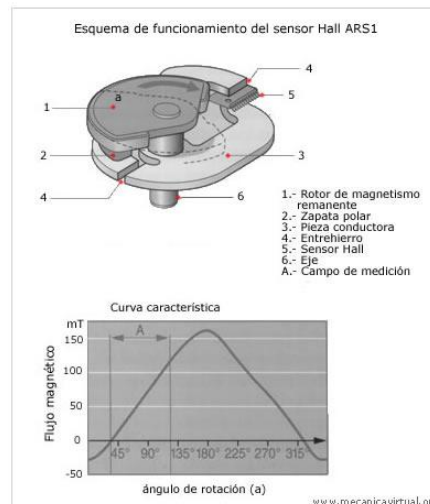 Esquema de funcionamiento del sensor Hall ARS1
4
5
1
a
2
3
4
6
1.- Rotor de magnetismo
remanente
2.- Zapata polar
3.- Pieza conductora
4.- Entrehierro
5.- Sensor Hall
6.- Eje
A.- Campo de medición
Curva característica
mT
A
150
100
50
0
-50
Flujo magnético
45° 90° 135° 180° 225° 270° 315°
ángulo de rotación (a)